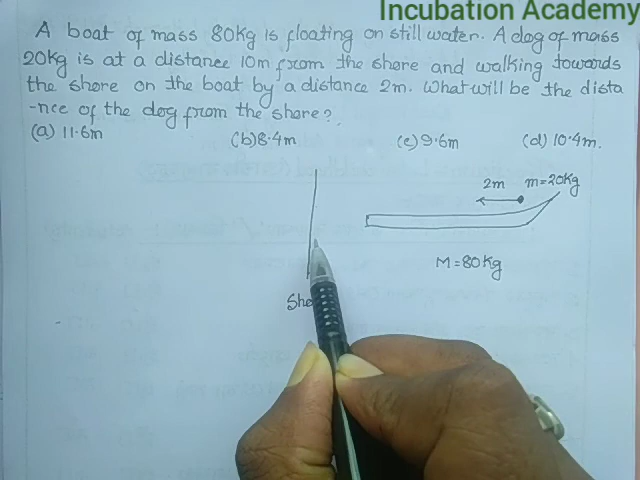 Incubation Academy
A boat of mass 80Kg is floating on still water. A dog of mass
20Kg is at a distance 10m from the shore and walking towards
the shore on the boat by a distance 2m. What will be the dista
-nce of the dog from the shore?
(a) 11.6m (b) 8.4m (c) 9.6m (d) 10.4m.
2m m=20Kg
M=80Kg